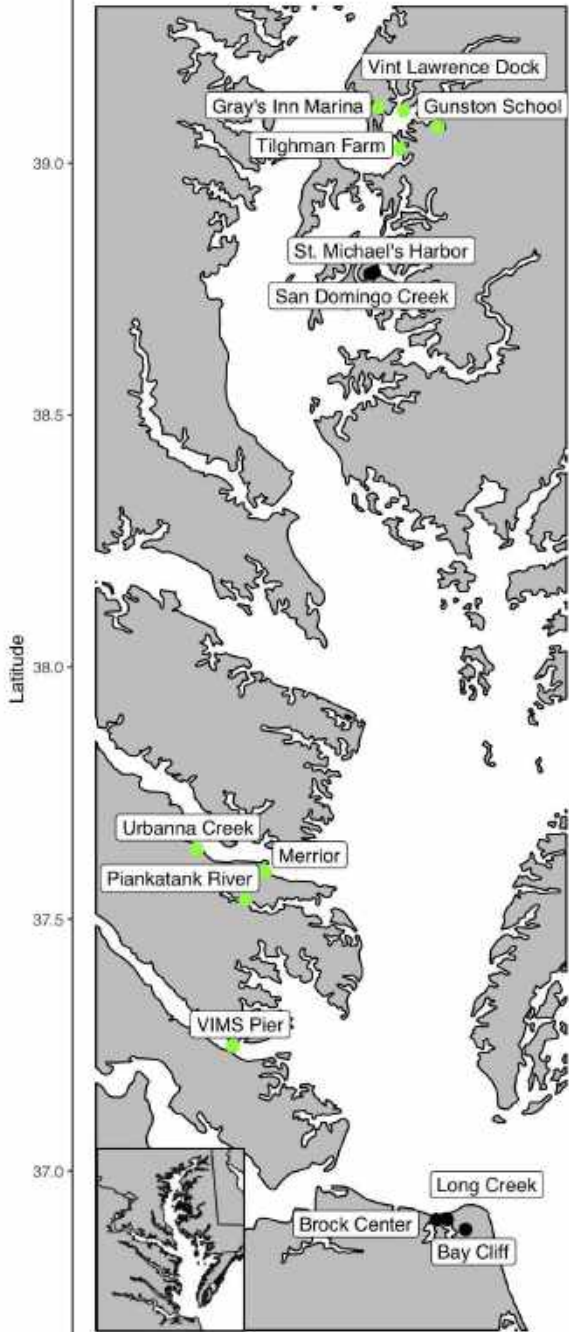 Vint Lawrence Dock
Gray's Inn Marina
Gunston School
Tilghman Farm
39.0
St. Michael's Harbor
San Domingo Creek
38.5
Latitude
38.0
Urbanna Creek
Merrior
Piankatank River
37.5
VIMS Pier
37.0
Long Creek
Brock Center
Bay Cliff